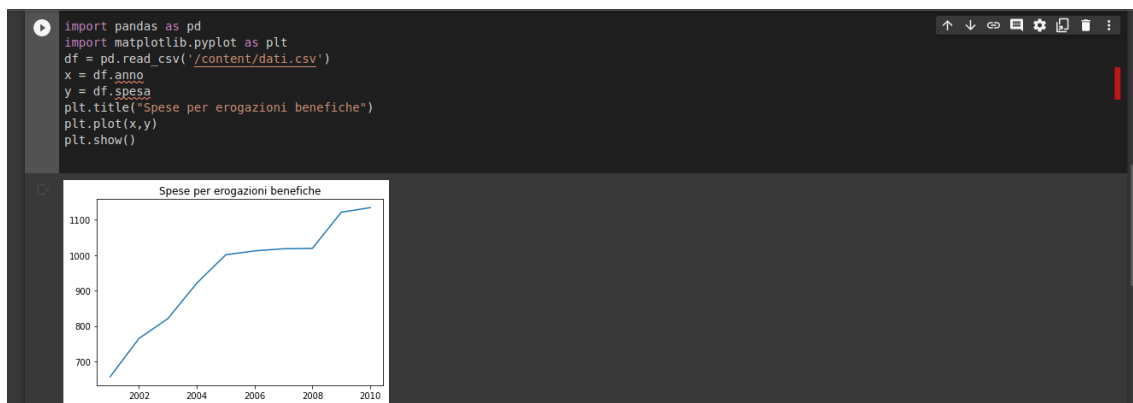 import pandas as pd
import matplotlib.pyplot as plt
df = pd.read_csv('/content/dati.csv')
x = df.anno
y = df.spesa
plt.title("Spese per erogazioni benefiche")
plt.plot(x,y)
plt.show()
Spese per erogazioni benefiche
1100
1000
900
800
700
2002 2004 2006 2008 2010